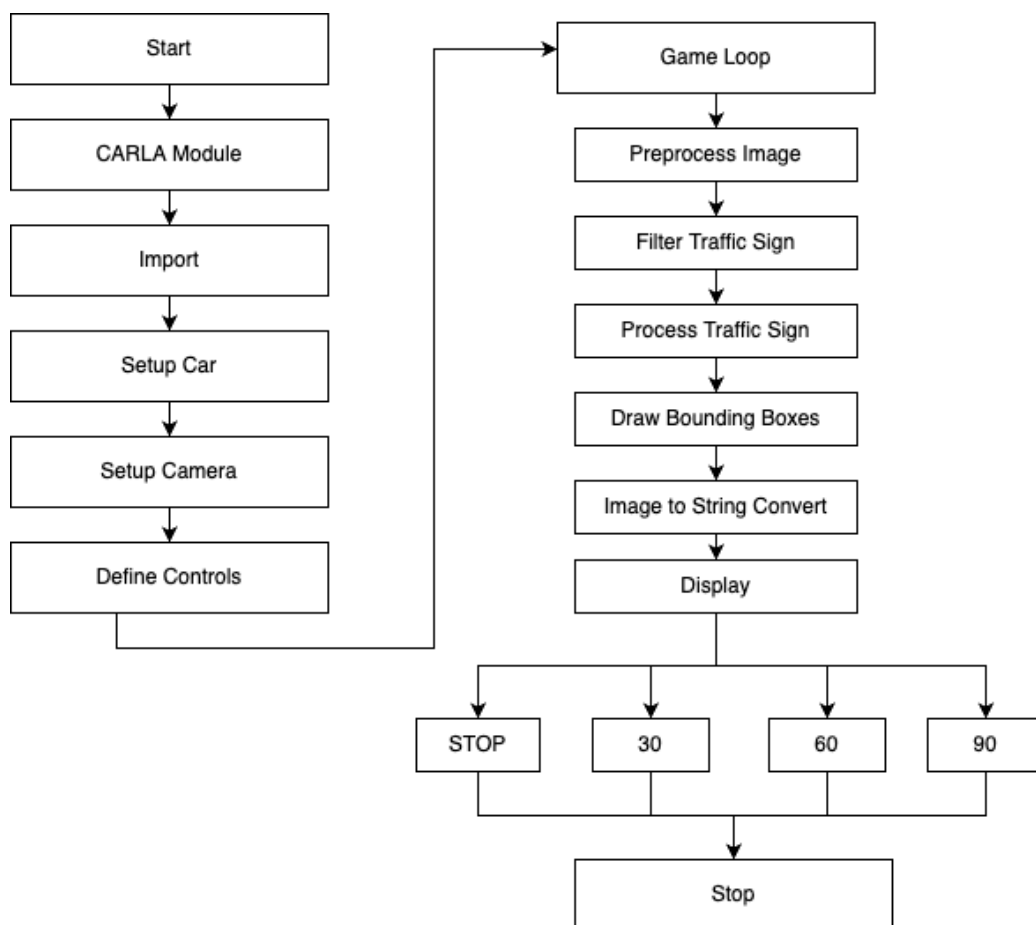 Start
CARLA Module
Import
Setup Car
Setup Camera
Define Controls
Game Loop
Preprocess Image
Filter Traffic Sign
Process Traffic Sign
Draw Bounding Boxes
Image to String Convert
Display
STOP
30
60
90
Stop